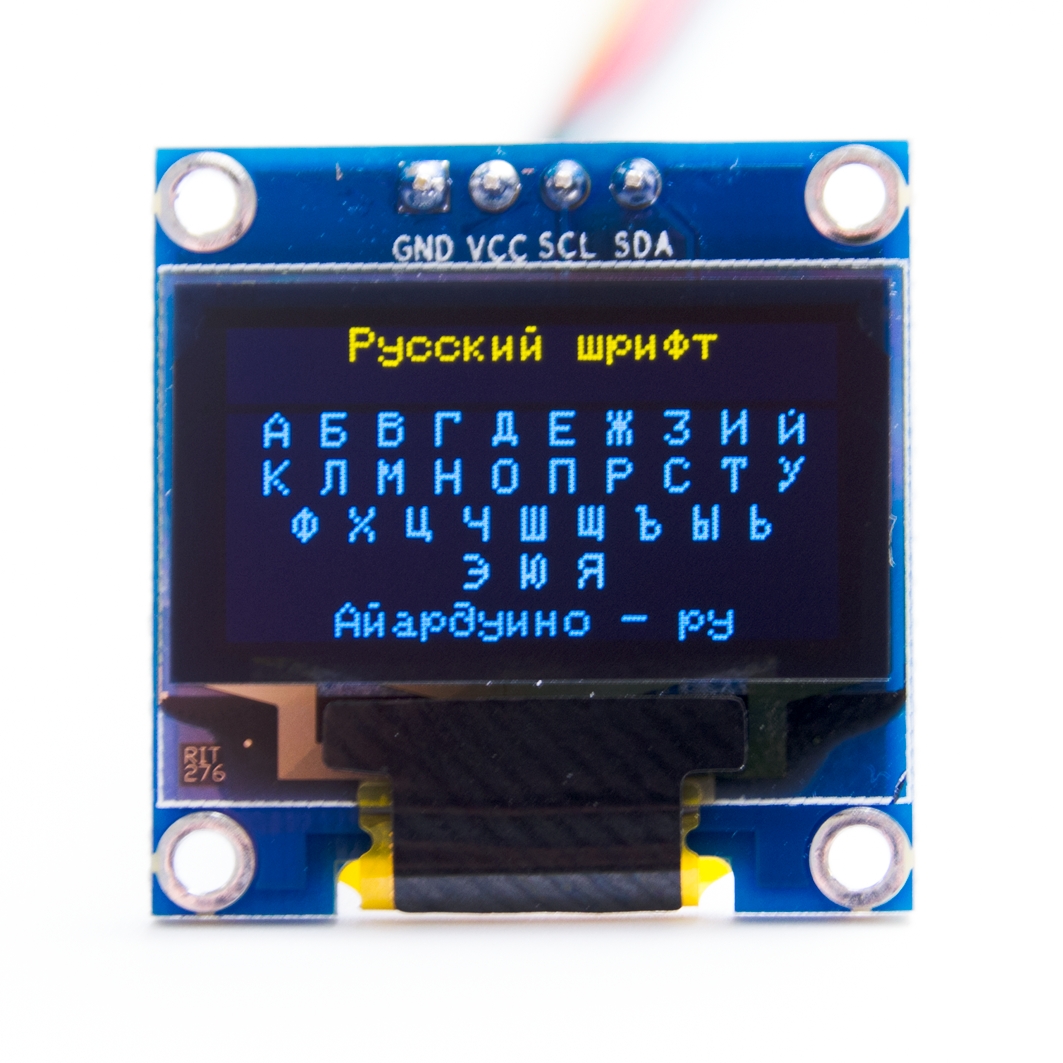 GND VCC SCL SDA
Русский шрифт
А Б В Г Д Е Ж З И Й
К Л М Н О П Р С Т У
Ф Х Ц Ч Ш Щ Ъ Ы Ь
Э Ю Я
Айардуино - ру
RIT
276